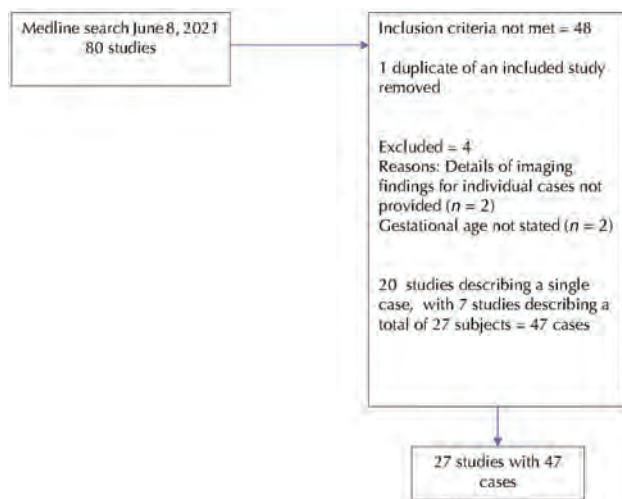 Medline search June 8, 2021
80 studies
Inclusion criteria not met = 48
1 duplicate of an included study
removed
Excluded = 4
Reasons: Details of imaging
findings for individual cases not
provided (n = 2)
Gestational age not stated (n = 2)
20 studies describing a single
case, with 7 studies describing a
total of 27 subjects = 47 cases
27 studies with 47
cases